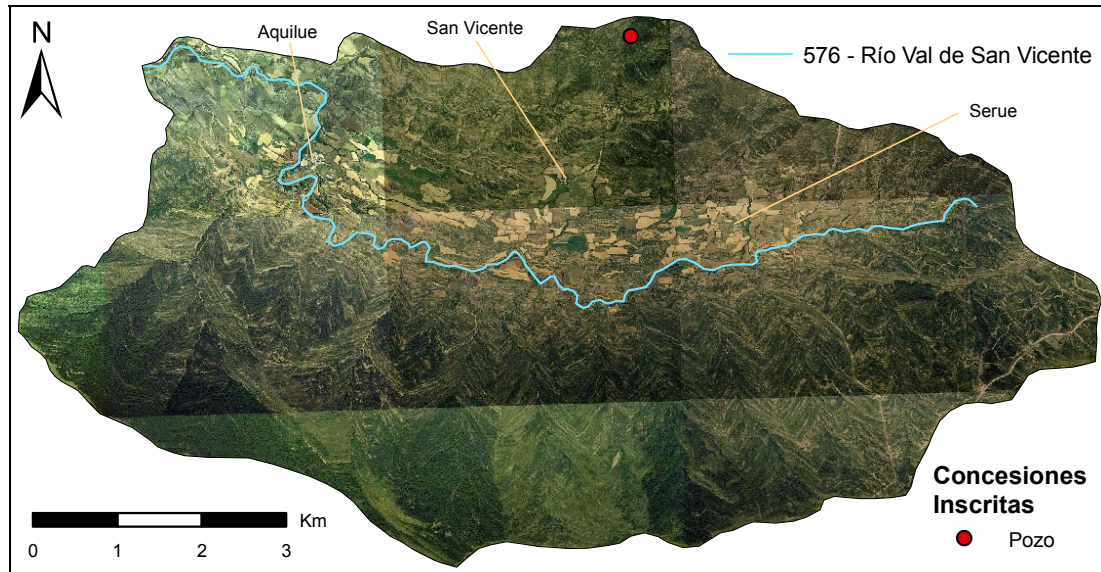 N
Aquilue
San Vicente
576 - Río Val de San Vicente
Serue
Concesiones
Inscritas
Pozo
Km
0 1 2 3